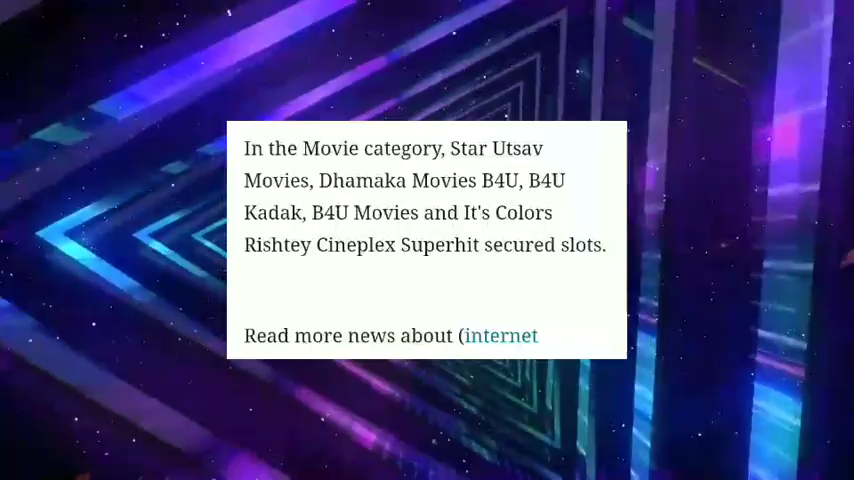 In the Movie category, Star Utsav
Movies, Dhamaka Movies B4U, B4U
Kadak, B4U Movies and It's Colors
Rishtey Cineplex Superhit secured slots.
Read more news about (internet